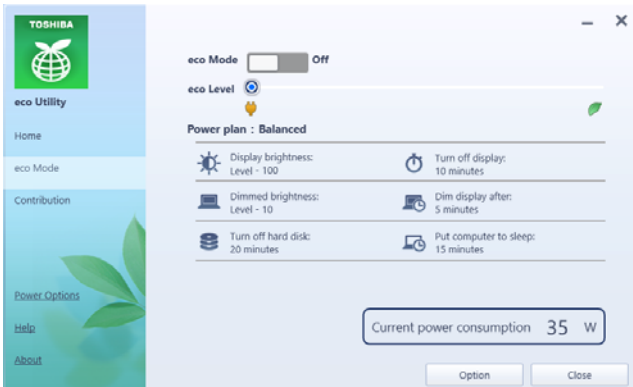 TOSHIBA
eco Utility
Home
eco Mode
Contribution
Power Options
Help
About
eco Mode Off
eco Level
Power plan : Balanced
Display brightness:
Level - 100
Turn off display:
10 minutes
Dimmed brightness:
Level - 10
Dim display after:
5 minutes
Turn off hard disk:
20 minutes
Put computer to sleep:
15 minutes
Current power consumption 35 W
Option Close